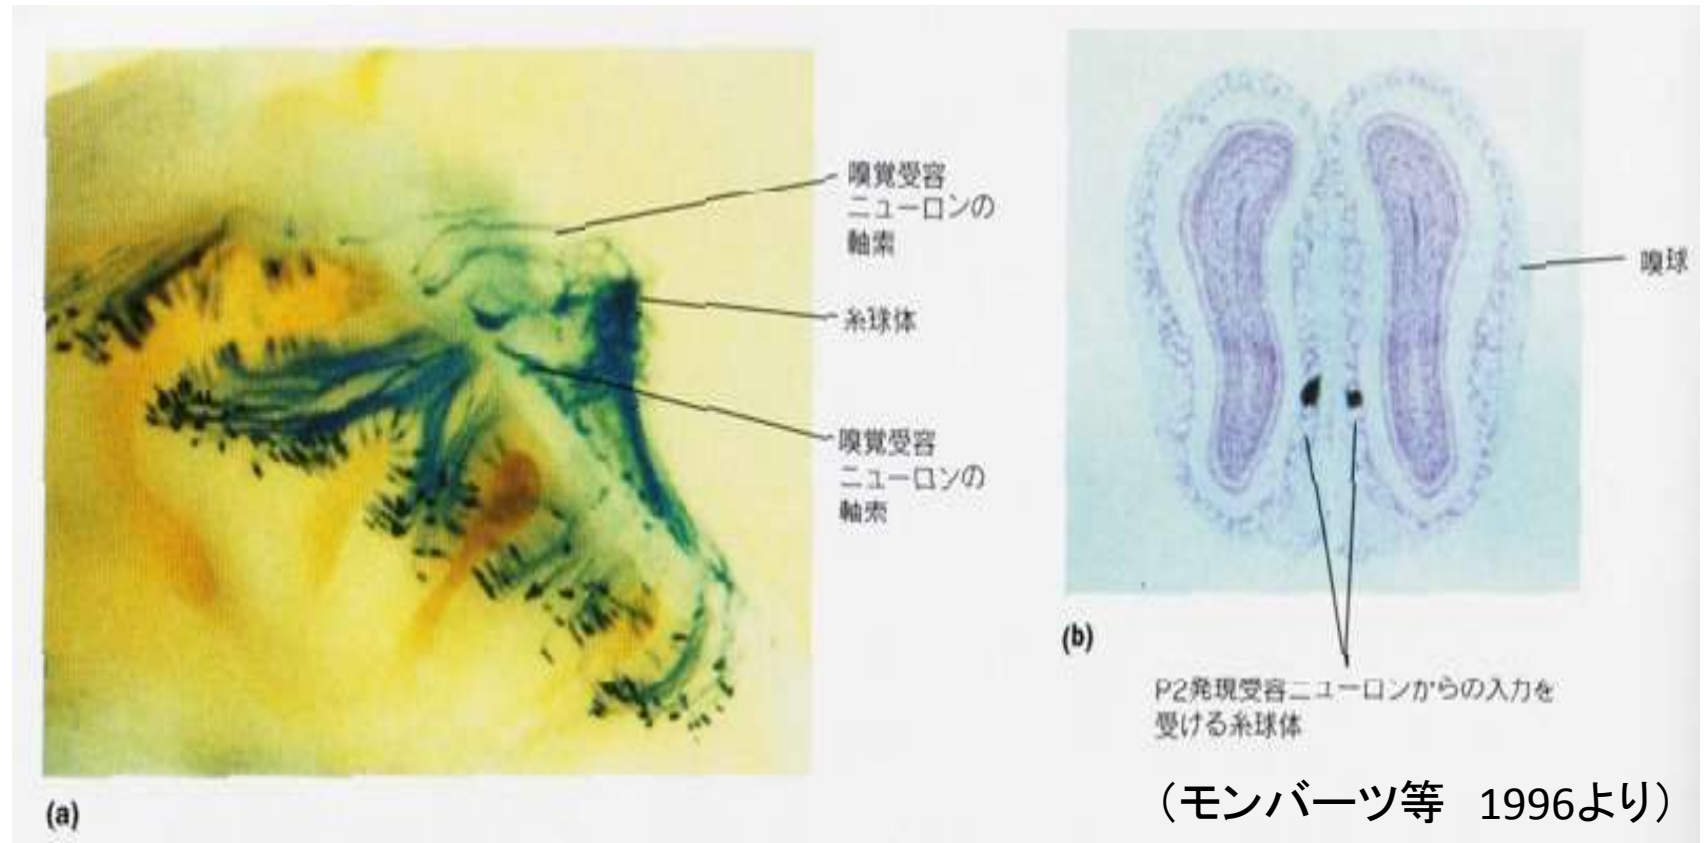 嗅覚受容
ニューロンの
軸索
糸球体
嗅覚受容
ニューロンの
軸索
(a)
嗅球
(b)
P2発現受容ニューロンからの入力を
受ける糸球体
（モンバーツ等　1996より）